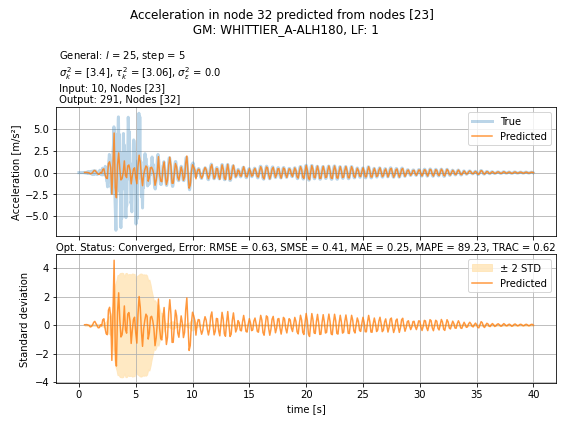 Acceleration in node 32 predicted from nodes [23]
GM: WHITTIER_A-ALH180, LF: 1
General: l = 25, step = 5
σ²ₖ = [3.4], τ²ₖ = [3.06], σ²ₑ = 0.0
Input: 10, Nodes [23]
Output: 291, Nodes [32]
Acceleration [m/s²]
5.0
2.5
0.0
−2.5
−5.0
True
Predicted
Opt. Status: Converged, Error: RMSE = 0.63, SMSE = 0.41, MAE = 0.25, MAPE = 89.23, TRAC = 0.62
Standard deviation
4
2
0
−2
−4
± 2 STD
Predicted
0 5 10 15 20 25 30 35 40
time [s]